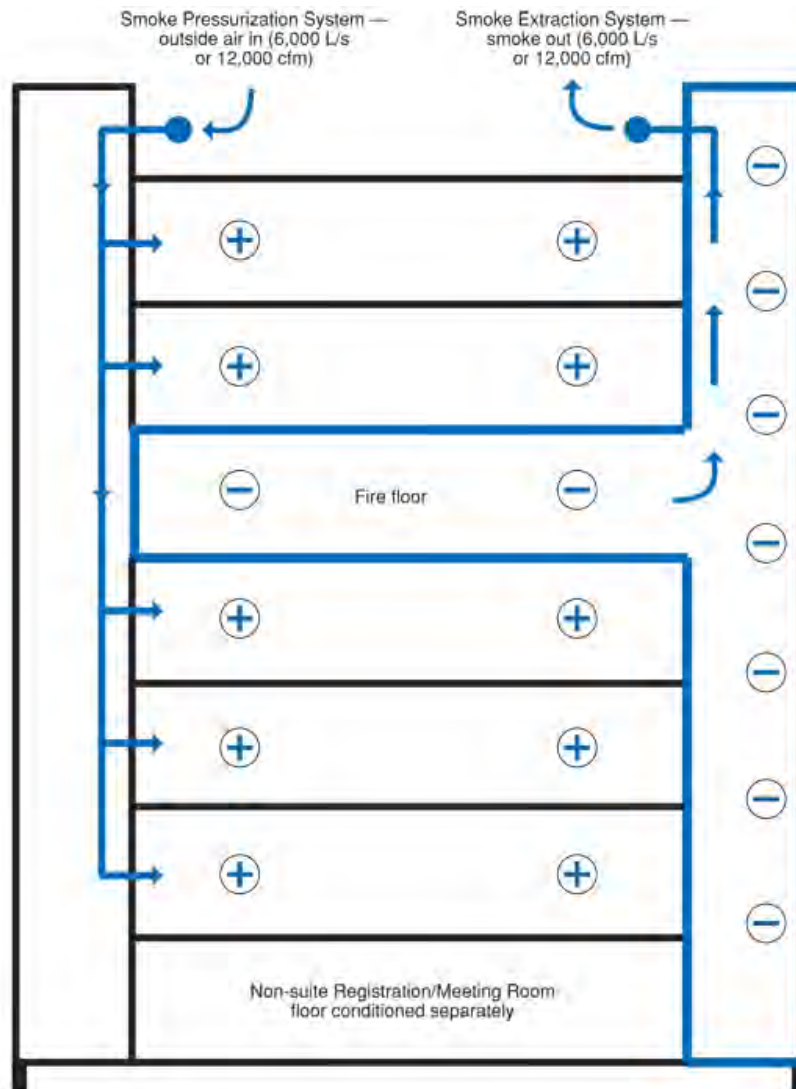 Smoke Pressurization System —
outside air in (6,000 L/s
or 12,000 cfm)
Smoke Extraction System —
smoke out (6,000 L/s
or 12,000 cfm)
Fire floor
Non-suite Registration/Meeting Room
floor conditioned separately